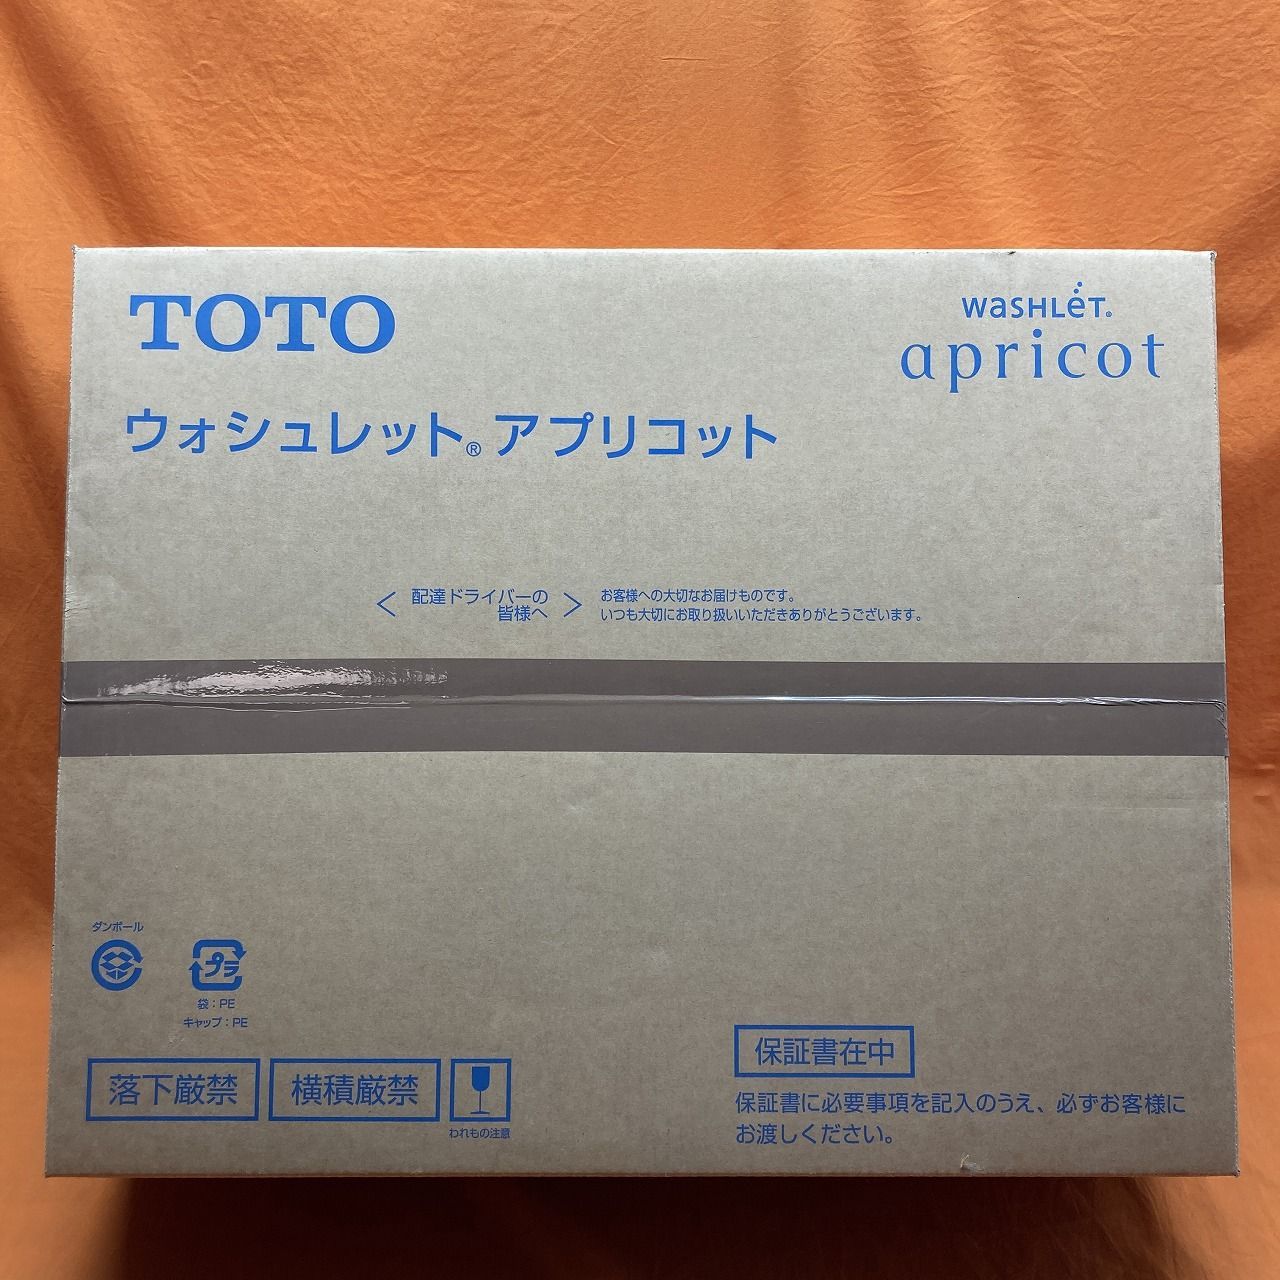 TOTO
WASHLET®
apricot
ウォシュレット® アプリコット
< 配達ドライバーの
皆様へ >
お客様への大切なお届けものです。
いつも大切にお取り扱いいただきありがとうございます。
ダンボール
プラ
袋:PE
キャップ:PE
落下厳禁
横積厳禁
われもの注意
保証書在中
保証書に必要事項を記入のうえ、必ずお客様に
お渡しください。